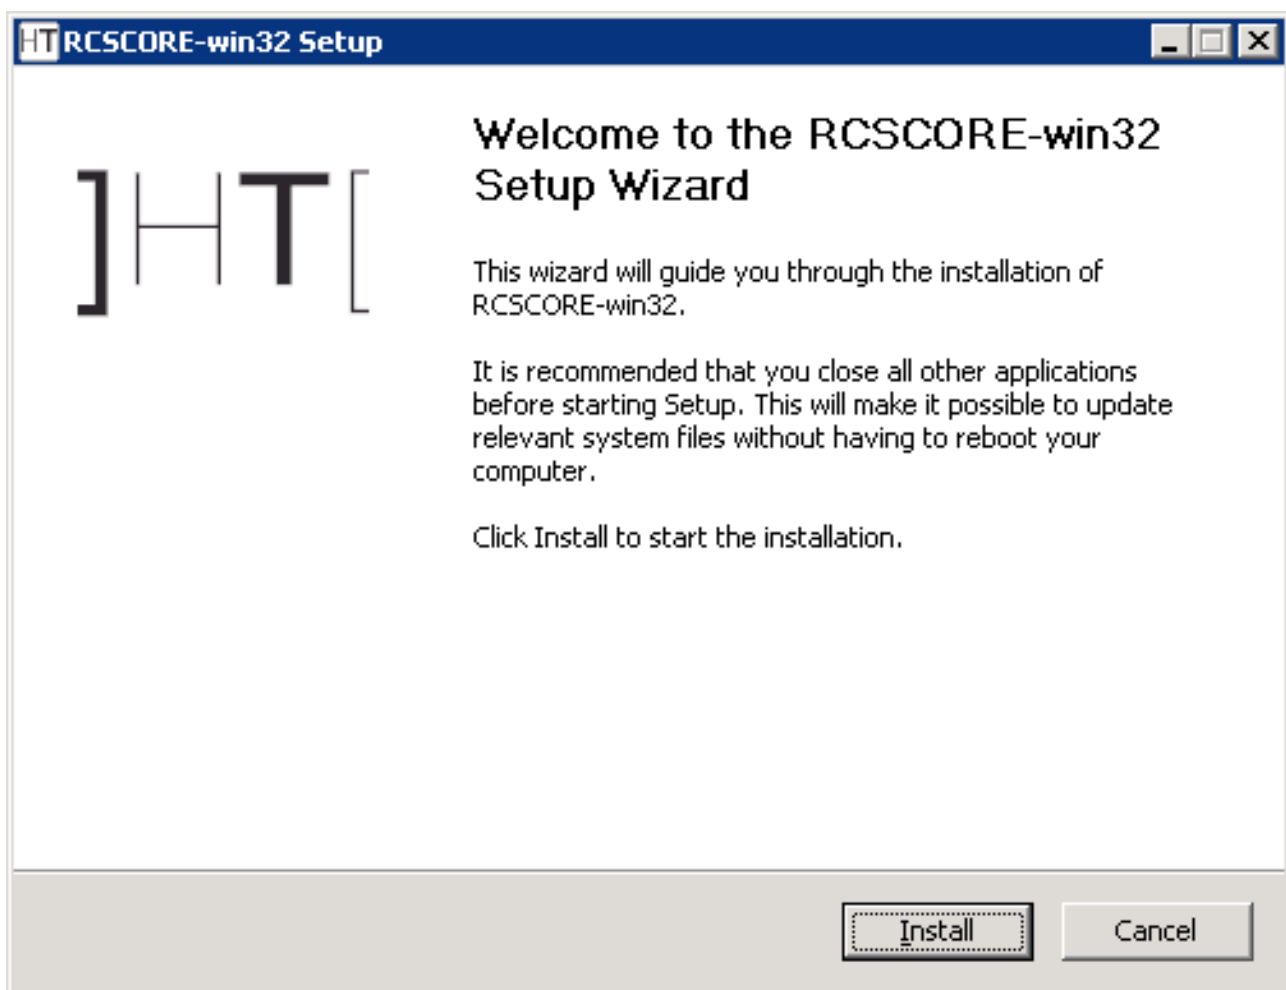 HT RCSCORE-win32 Setup
]HT[
Welcome to the RCSCORE-win32
Setup Wizard
This wizard will guide you through the installation of
RCSCORE-win32.
It is recommended that you close all other applications
before starting Setup. This will make it possible to update
relevant system files without having to reboot your
computer.
Click Install to start the installation.
Install
Cancel